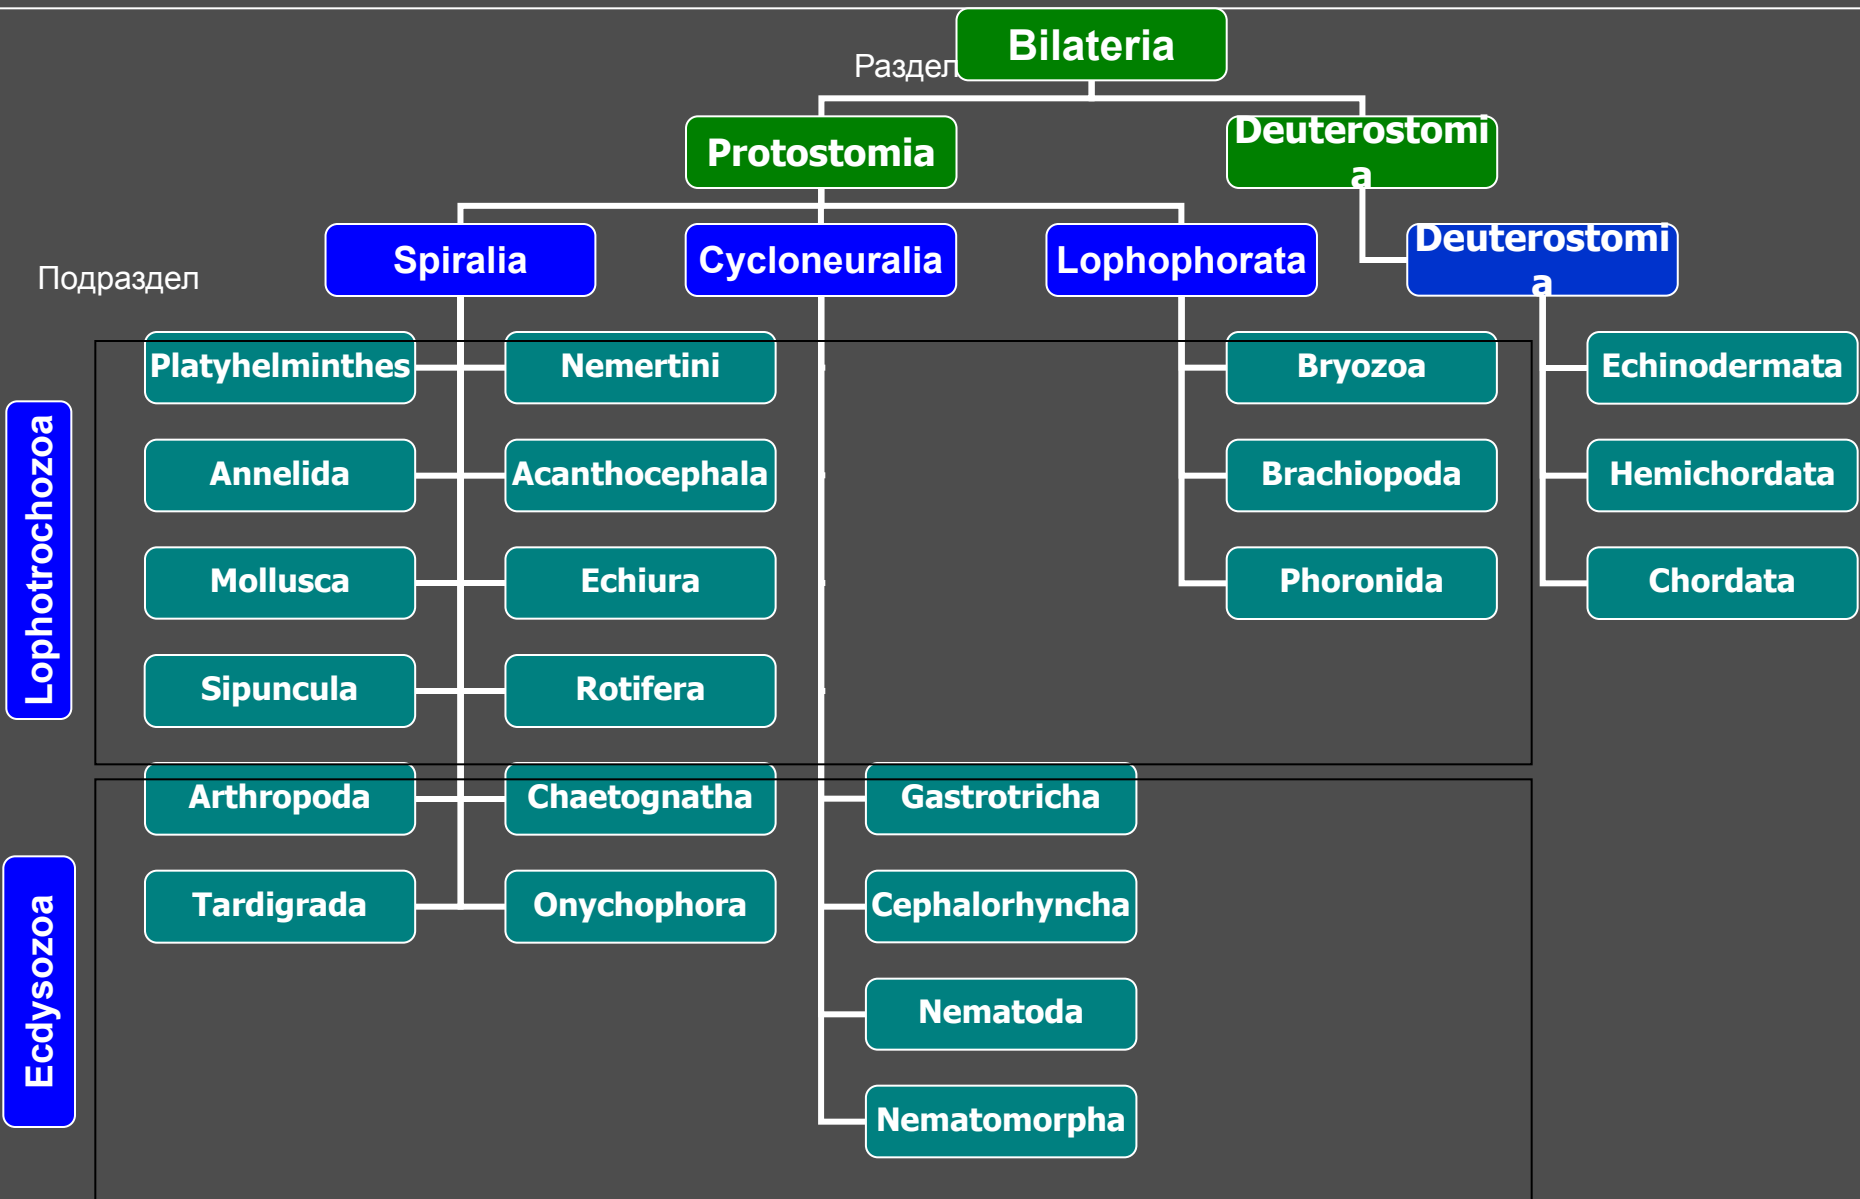 Bilateria
Раздел
Protostomia
Deuterostomi
a
Spiralia
Cycloneuralia
Lophophorata
Deuterostomi
a
Подраздел
Platyhelminthes
Nemertini
Bryozoa
Echinodermata
Lophotrochozoa
Annelida
Acanthocephala
Brachiopoda
Hemichordata
Mollusca
Echiura
Phoronida
Chordata
Sipuncula
Rotifera
Arthropoda
Chaetognatha
Gastrotricha
Ecdysozoa
Tardigrada
Onychophora
Cephalorhyncha
Nematoda
Nematomorpha